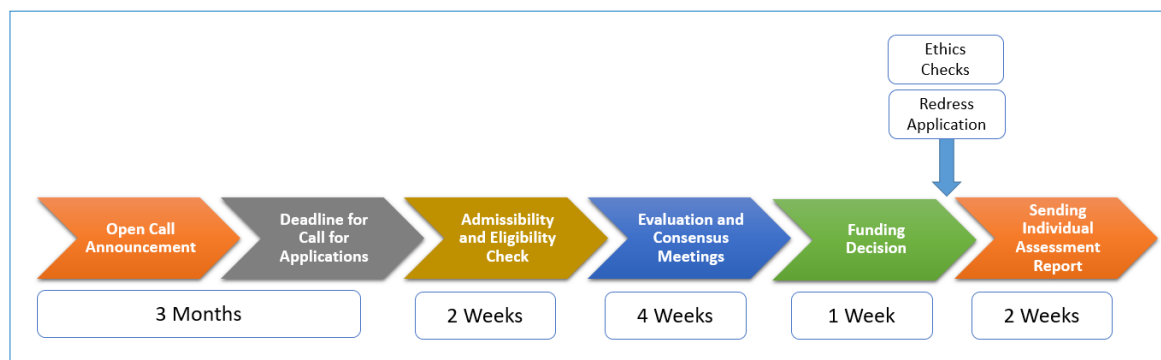 Ethics
Checks
Redress
Application
Open Call
Announcement
Deadline for
Call for
Applications
Admissibility
and Eligibility
Check
Evaluation and
Consensus
Meetings
Funding
Decision
Sending
Individual
Assessment
Report
3 Months
2 Weeks
4 Weeks
1 Week
2 Weeks